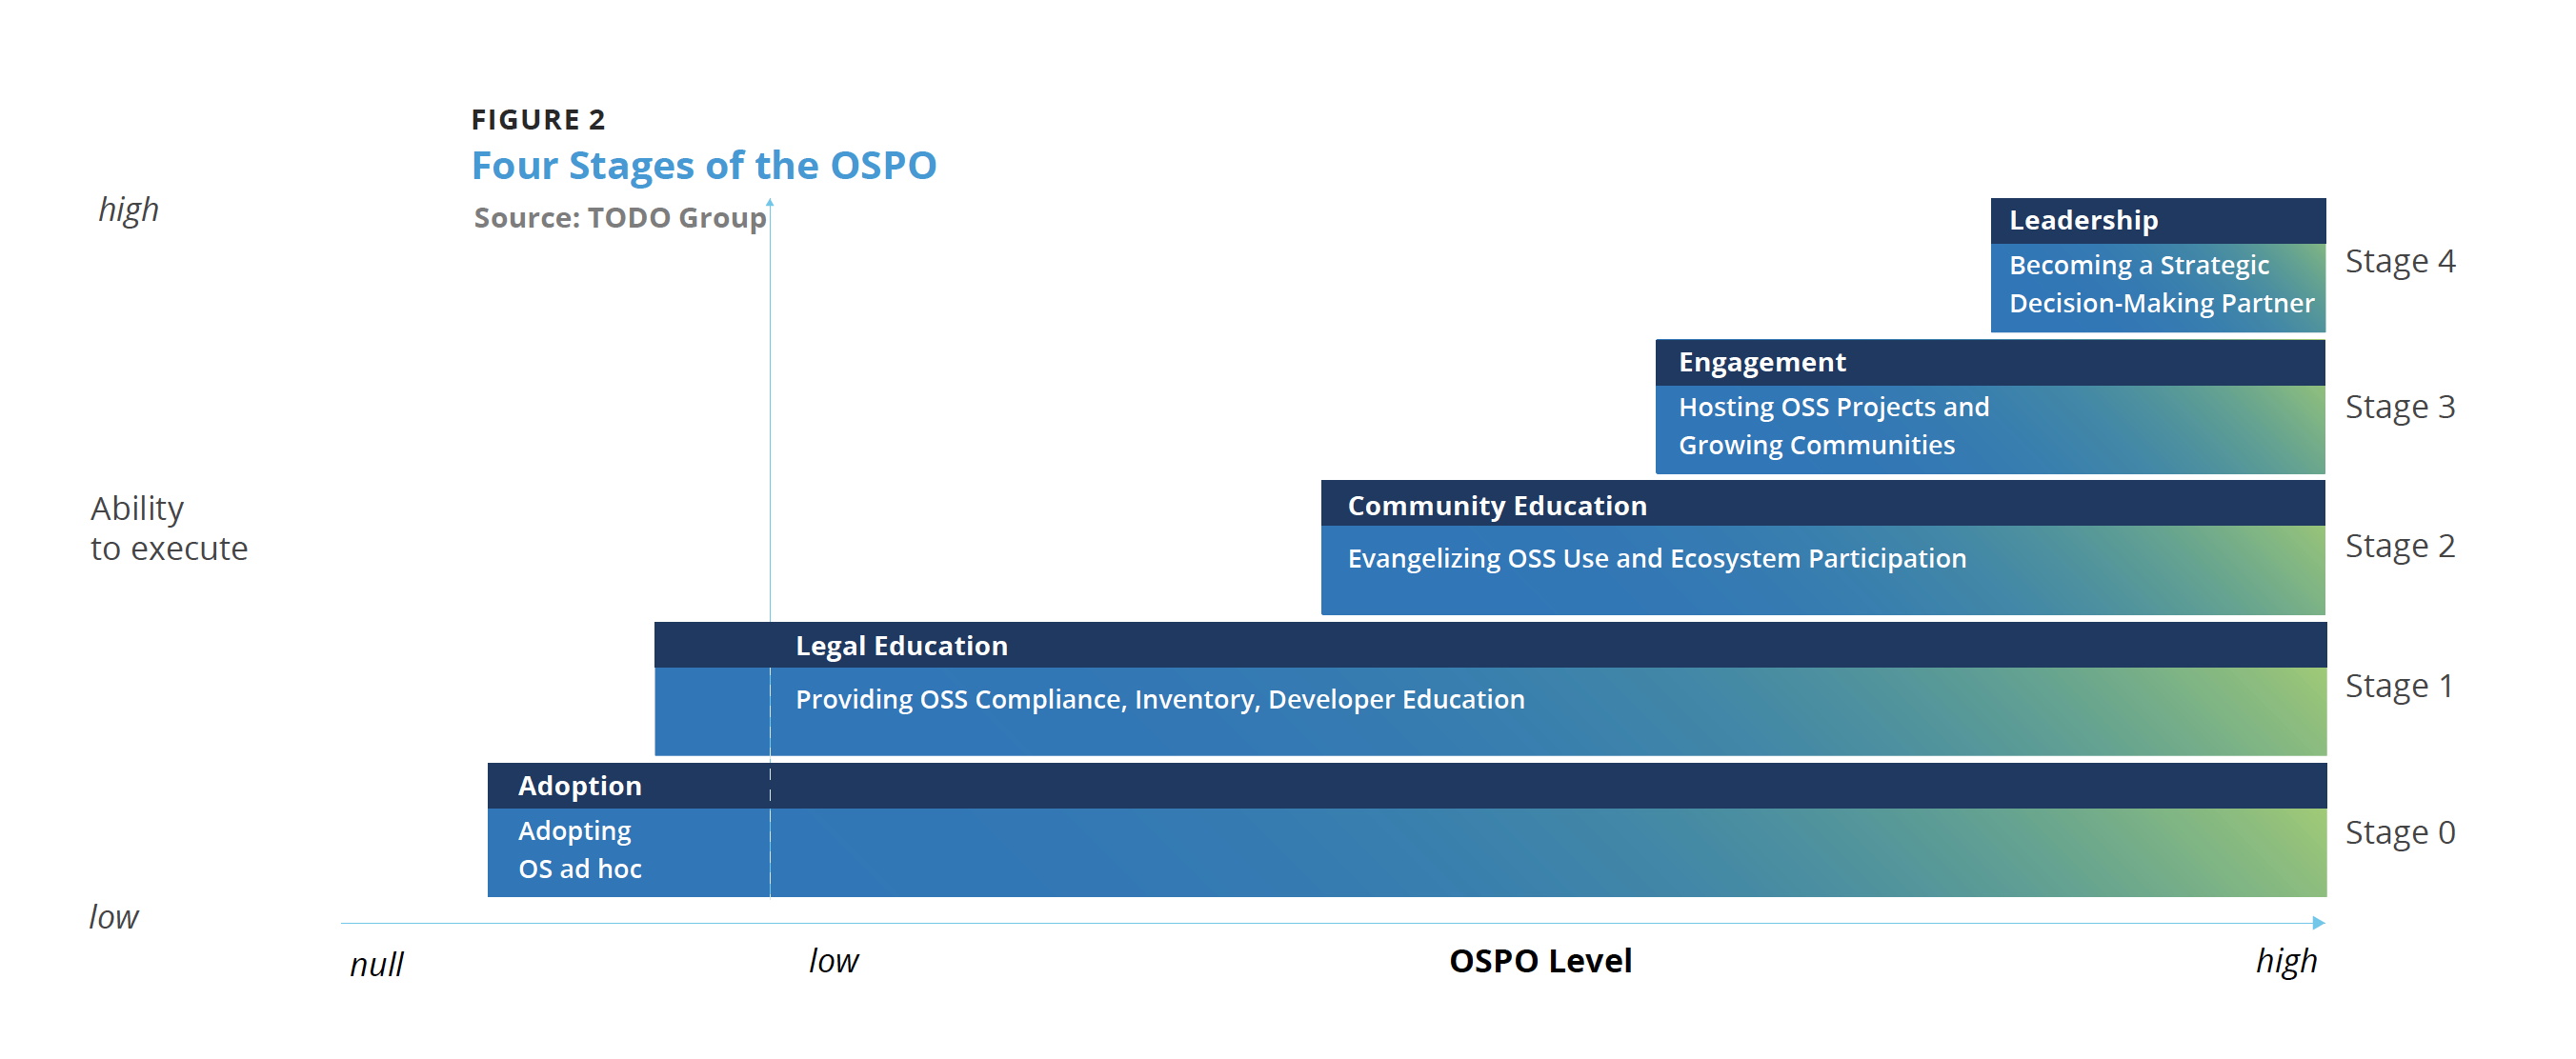 FIGURE 2
Four Stages of the OSPO
Source: TODO Group
high
Ability
to execute
low
Leadership
Becoming a Strategic
Decision-Making Partner
Stage 4
Engagement
Hosting OSS Projects and
Growing Communities
Stage 3
Community Education
Evangelizing OSS Use and Ecosystem Participation
Stage 2
Legal Education
Providing OSS Compliance, Inventory, Developer Education
Stage 1
Adoption
Adopting
OS ad hoc
Stage 0
null
low
OSPO Level
high